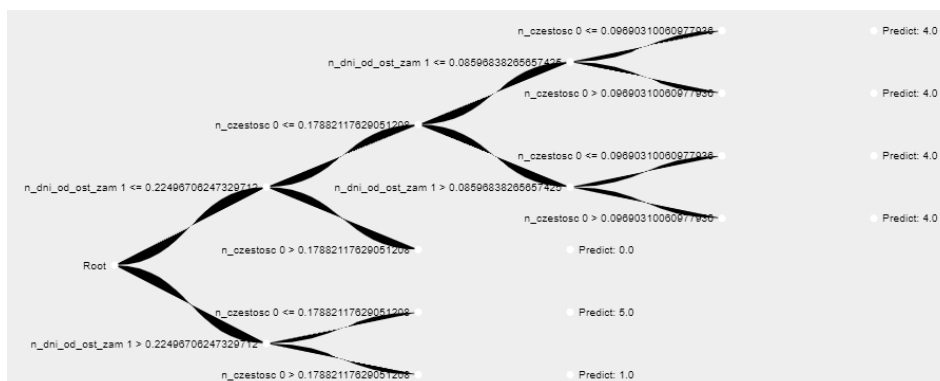 n_czestosc 0 <= 0.09690310060977936 Predict: 4.0
n_dni_od_ost_zam 1 <= 0.08596838265657425
n_czestosc 0 > 0.09690310060977936 Predict: 4.0
n_czestosc 0 <= 0.17882117629051208
n_czestosc 0 <= 0.09690310060977936 Predict: 4.0
n_dni_od_ost_zam 1 <= 0.22496706247329712 n_dni_od_ost_zam 1 > 0.08596838265657425
n_czestosc 0 > 0.09690310060977936 Predict: 4.0
n_czestosc 0 > 0.17882117629051208 Predict: 0.0
Root
n_czestosc 0 <= 0.17882117629051208 Predict: 5.0
n_dni_od_ost_zam 1 > 0.22496706247329712
n_czestosc 0 > 0.17882117629051208 Predict: 1.0